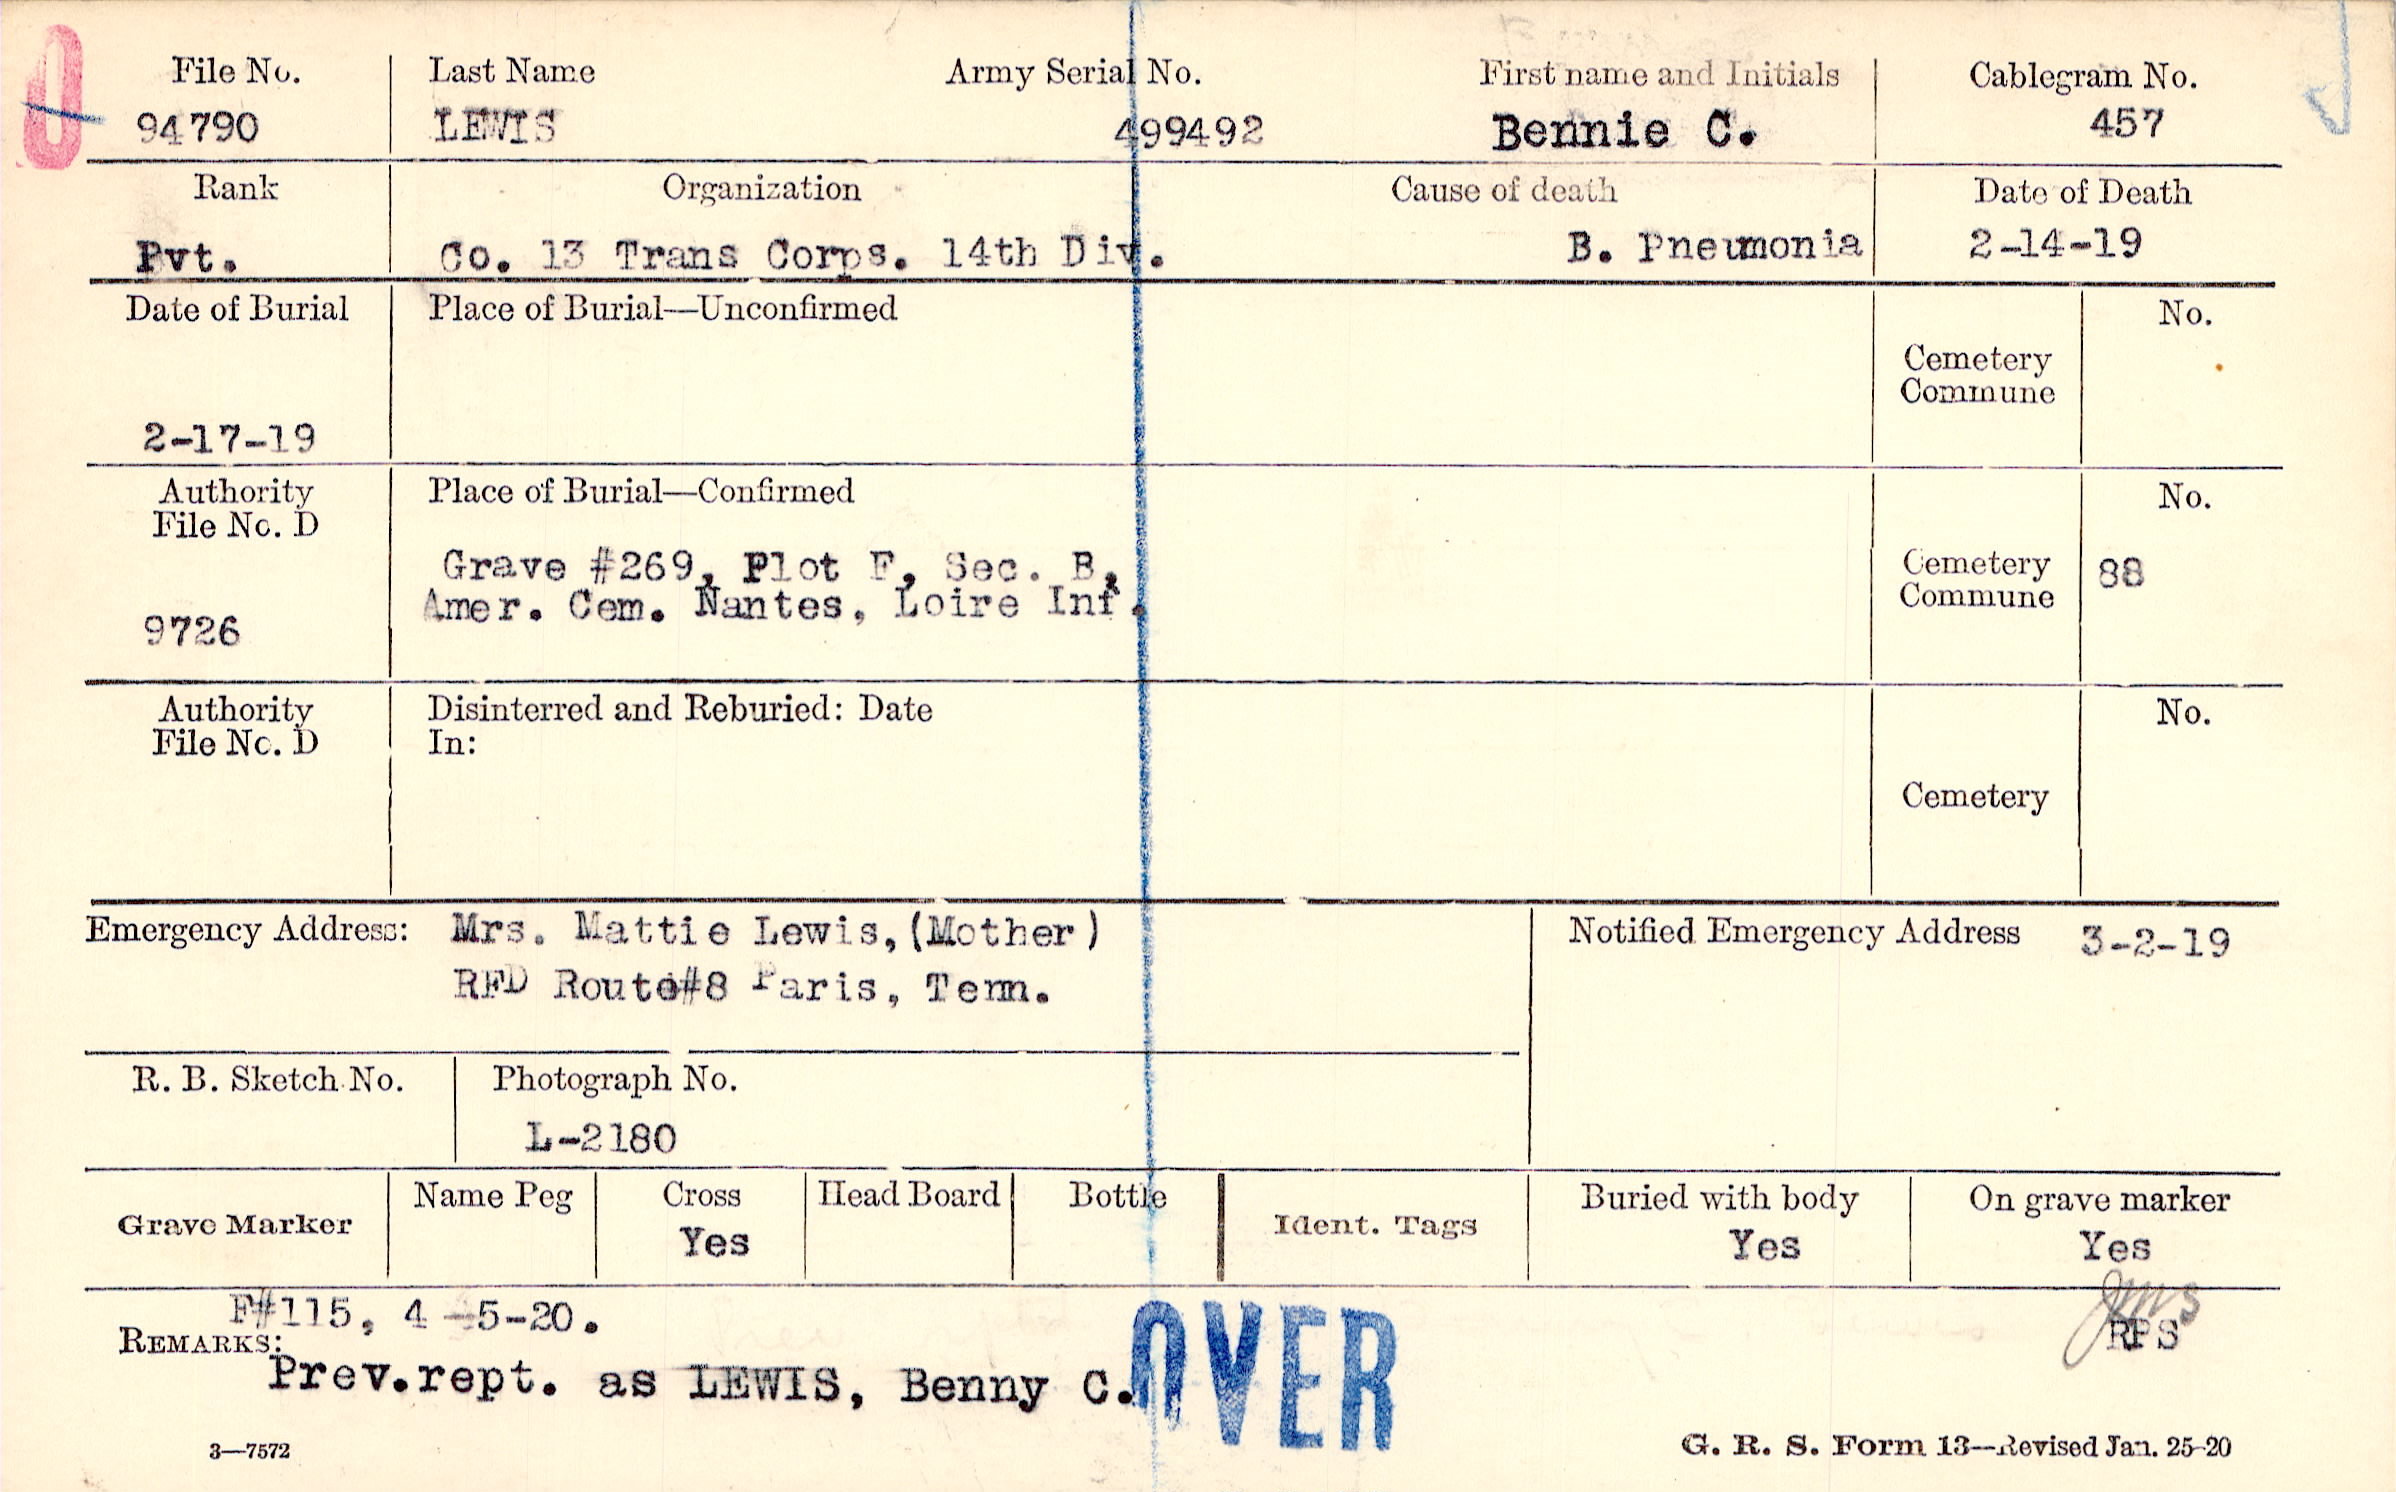 File No. Last Name Army Serial No. First name and Initials Cablegram No.
94790 LEWIS 499492 Bennie C. 457
Rank Organization Cause of death Date of Death
Pvt. Co. 13 Trans Corps. 14th Div. B. Pneumonia 2-14-19
Date of Burial Place of Burial—Unconfirmed No.
Cemetery
Commune
2-17-19
Authority Place of Burial—Confirmed No.
File No. D
Grave #269, Plot F, Sec. B, Cemetery 88
Amer. Cem. Nantes, Loire Inf. Commune
9726
Authority Disinterred and Reburied: Date No.
File No. D In:
Cemetery
Emergency Address: Mrs. Mattie Lewis,(Mother) Notified Emergency Address 3-2-19
RFD Route#8 Paris, Tenn.
R. B. Sketch No. Photograph No.
L-2180
Grave Marker Name Peg Cross Head Board Bottle Ident. Tags Buried with body On grave marker
Yes Yes Yes
F#115, 4-5-20.
REMARKS: RPS
Prev.rept. as LEWIS, Benny C. OVER
3—7572 G. R. S. Form 13—Revised Jan. 25-20